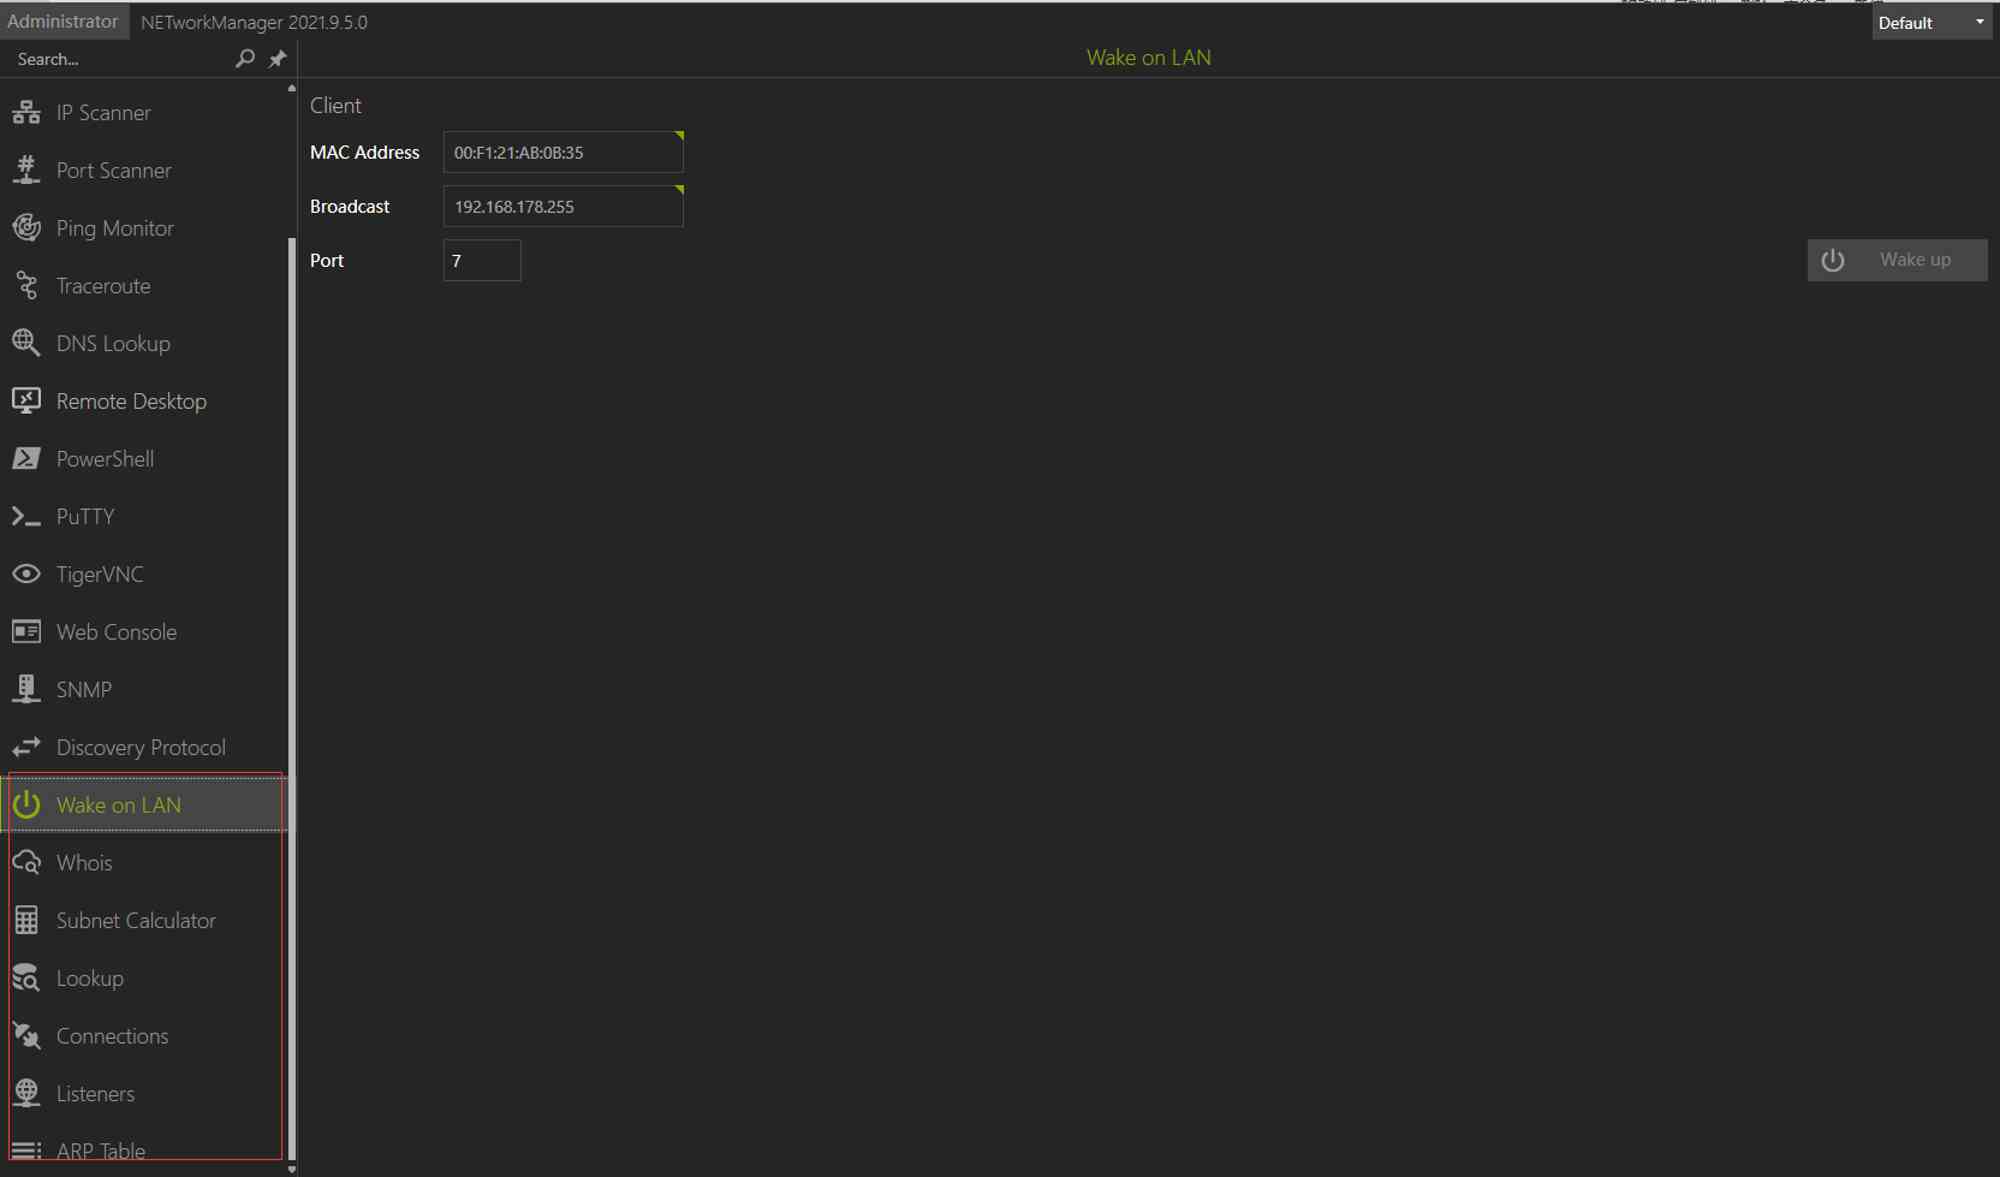 Administrator NETworkManager 2021.9.5.0 Default
Search... Wake on LAN
IP Scanner
Port Scanner
Ping Monitor
Traceroute
DNS Lookup
Remote Desktop
PowerShell
PuTTY
TigerVNC
Web Console
SNMP
Discovery Protocol
Wake on LAN
Whois
Subnet Calculator
Lookup
Connections
Listeners
ARP Table
Client
MAC Address 00:F1:21:AB:0B:35
Broadcast 192.168.178.255
Port 7
Wake up